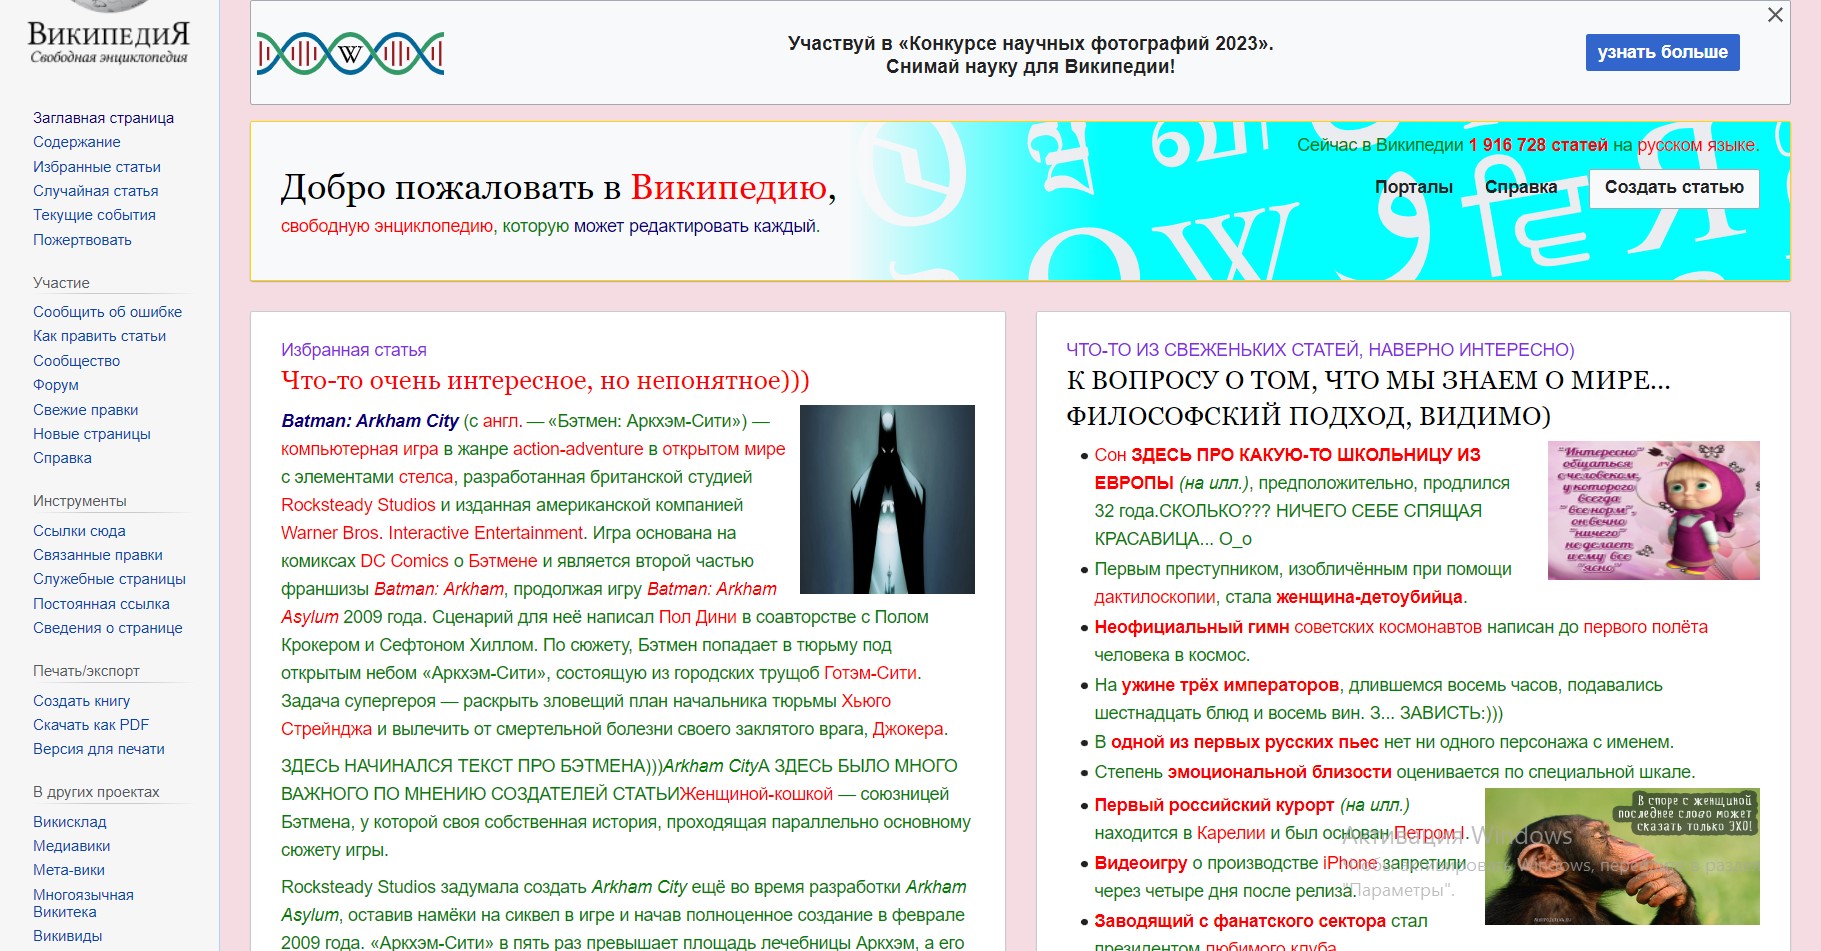 ВИКИПЕДИЯ
Свободная энциклопедия
Заглавная страница
Содержание
Избранные статьи
Случайная статья
Текущие события
Пожертвовать
Участие
Сообщить об ошибке
Как править статьи
Сообщество
Форум
Свежие правки
Новые страницы
Справка
Инструменты
Ссылки сюда
Связанные правки
Служебные страницы
Постоянная ссылка
Сведения о странице
Печать/экспорт
Создать книгу
Скачать как PDF
Версия для печати
В других проектах
Викисклад
Медиавики
Мета-вики
Многоязычная
Викитека
Викивиды
W
Участвуй в «Конкурсе научных фотографий 2023».
Снимай науку для Википедии!
узнать больше
Добро пожаловать в Википедию,
свободную энциклопедию, которую может редактировать каждый.
Сейчас в Википедии 1 916 728 статей на русском языке.
Порталы Справка Создать статью
Избранная статья
Что-то очень интересное, но непонятное)))
Batman: Arkham City (с англ. — «Бэтмен: Аркхэм-Сити») —
компьютерная игра в жанре action-adventure в открытом мире
с элементами стелса, разработанная британской студией
Rocksteady Studios и изданная американской компанией
Warner Bros. Interactive Entertainment. Игра основана на
комиксах DC Comics о Бэтмене и является второй частью
франшизы Batman: Arkham, продолжая игру Batman: Arkham
Asylum 2009 года. Сценарий для неё написал Пол Дини в соавторстве с Полом
Крокером и Сефтоном Хиллом. По сюжету, Бэтмен попадает в тюрьму под
открытым небом «Аркхэм-Сити», состоящую из городских трущоб Готэм-Сити.
Задача супергероя — раскрыть зловещий план начальника тюрьмы Хьюго
Стрейнджа и вылечить от смертельной болезни своего заклятого врага, Джокера.
ЗДЕСЬ НАЧИНАЛСЯ ТЕКСТ ПРО БЭТМЕНА)))Arkham CityА ЗДЕСЬ БЫЛО МНОГО
ВАЖНОГО ПО МНЕНИЮ СОЗДАТЕЛЕЙ СТАТЬИЖенщиной-кошкой — союзницей
Бэтмена, у которой своя собственная история, проходящая параллельно основному
сюжету игры.
Rocksteady Studios задумала создать Arkham City ещё во время разработки Arkham
Asylum, оставив намёки на сиквел в игре и начав полноценное создание в феврале
2009 года. «Аркхэм-Сити» в пять раз превышает площадь лечебницы Аркхэм, а его
ЧТО-ТО ИЗ СВЕЖЕНЬКИХ СТАТЕЙ, НАВЕРНО ИНТЕРЕСНО)
К ВОПРОСУ О ТОМ, ЧТО МЫ ЗНАЕМ О МИРЕ...
ФИЛОСОФСКИЙ ПОДХОД, ВИДИМО)
Сон ЗДЕСЬ ПРО КАКУЮ-ТО ШКОЛЬНИЦУ ИЗ
ЕВРОПЫ (на илл.), предположительно, продлился
32 года.СКОЛЬКО??? НИЧЕГО СЕБЕ СПЯЩАЯ
КРАСАВИЦА... О_о
"Интересно
общаться
с человеком,
у которого
всегда
"все норм",
он вечно
"ничего"
не делает
и ему все
"ясно"
Первым преступником, изобличённым при помощи
дактилоскопии, стала женщина-детоубийца.
Неофициальный гимн советских космонавтов написан до первого полёта
человека в космос.
На ужине трёх императоров, длившемся восемь часов, подавались
шестнадцать блюд и восемь вин. З... ЗАВИСТЬ:)))
В одной из первых русских пьес нет ни одного персонажа с именем.
Степень эмоциональной близости оценивается по специальной шкале.
Первый российский курорт (на илл.)
находится в Карелии и был основан Петром I.
Видеоигру о производстве iPhone запретили
через четыре дня после релиза.
Заводящий с фанатского сектора стал
президентом любимого клуба.
В споре с женщиной
последнее слово может
сказать только ЭХО!
Активация Windows
Чтобы активировать Windows, перейдите в раздел
"Параметры".